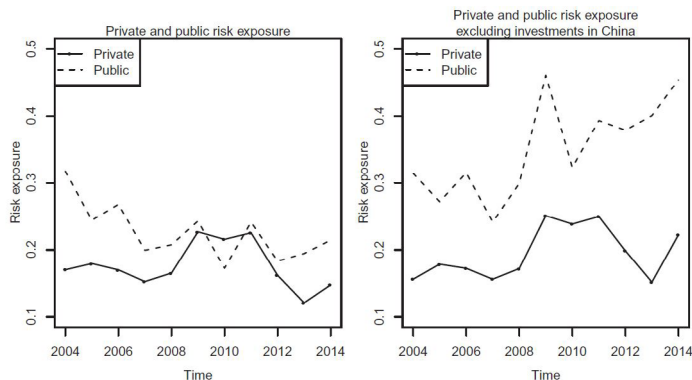 Private and public risk exposure
Private
Public
0.5
0.4
0.3
0.2
0.1
Risk exposure
2004
2006
2008
2010
2012
2014
Time
Private and public risk exposure
excluding investments in China
Private
Public
0.5
0.4
0.3
0.2
0.1
Risk exposure
2004
2006
2008
2010
2012
2014
Time